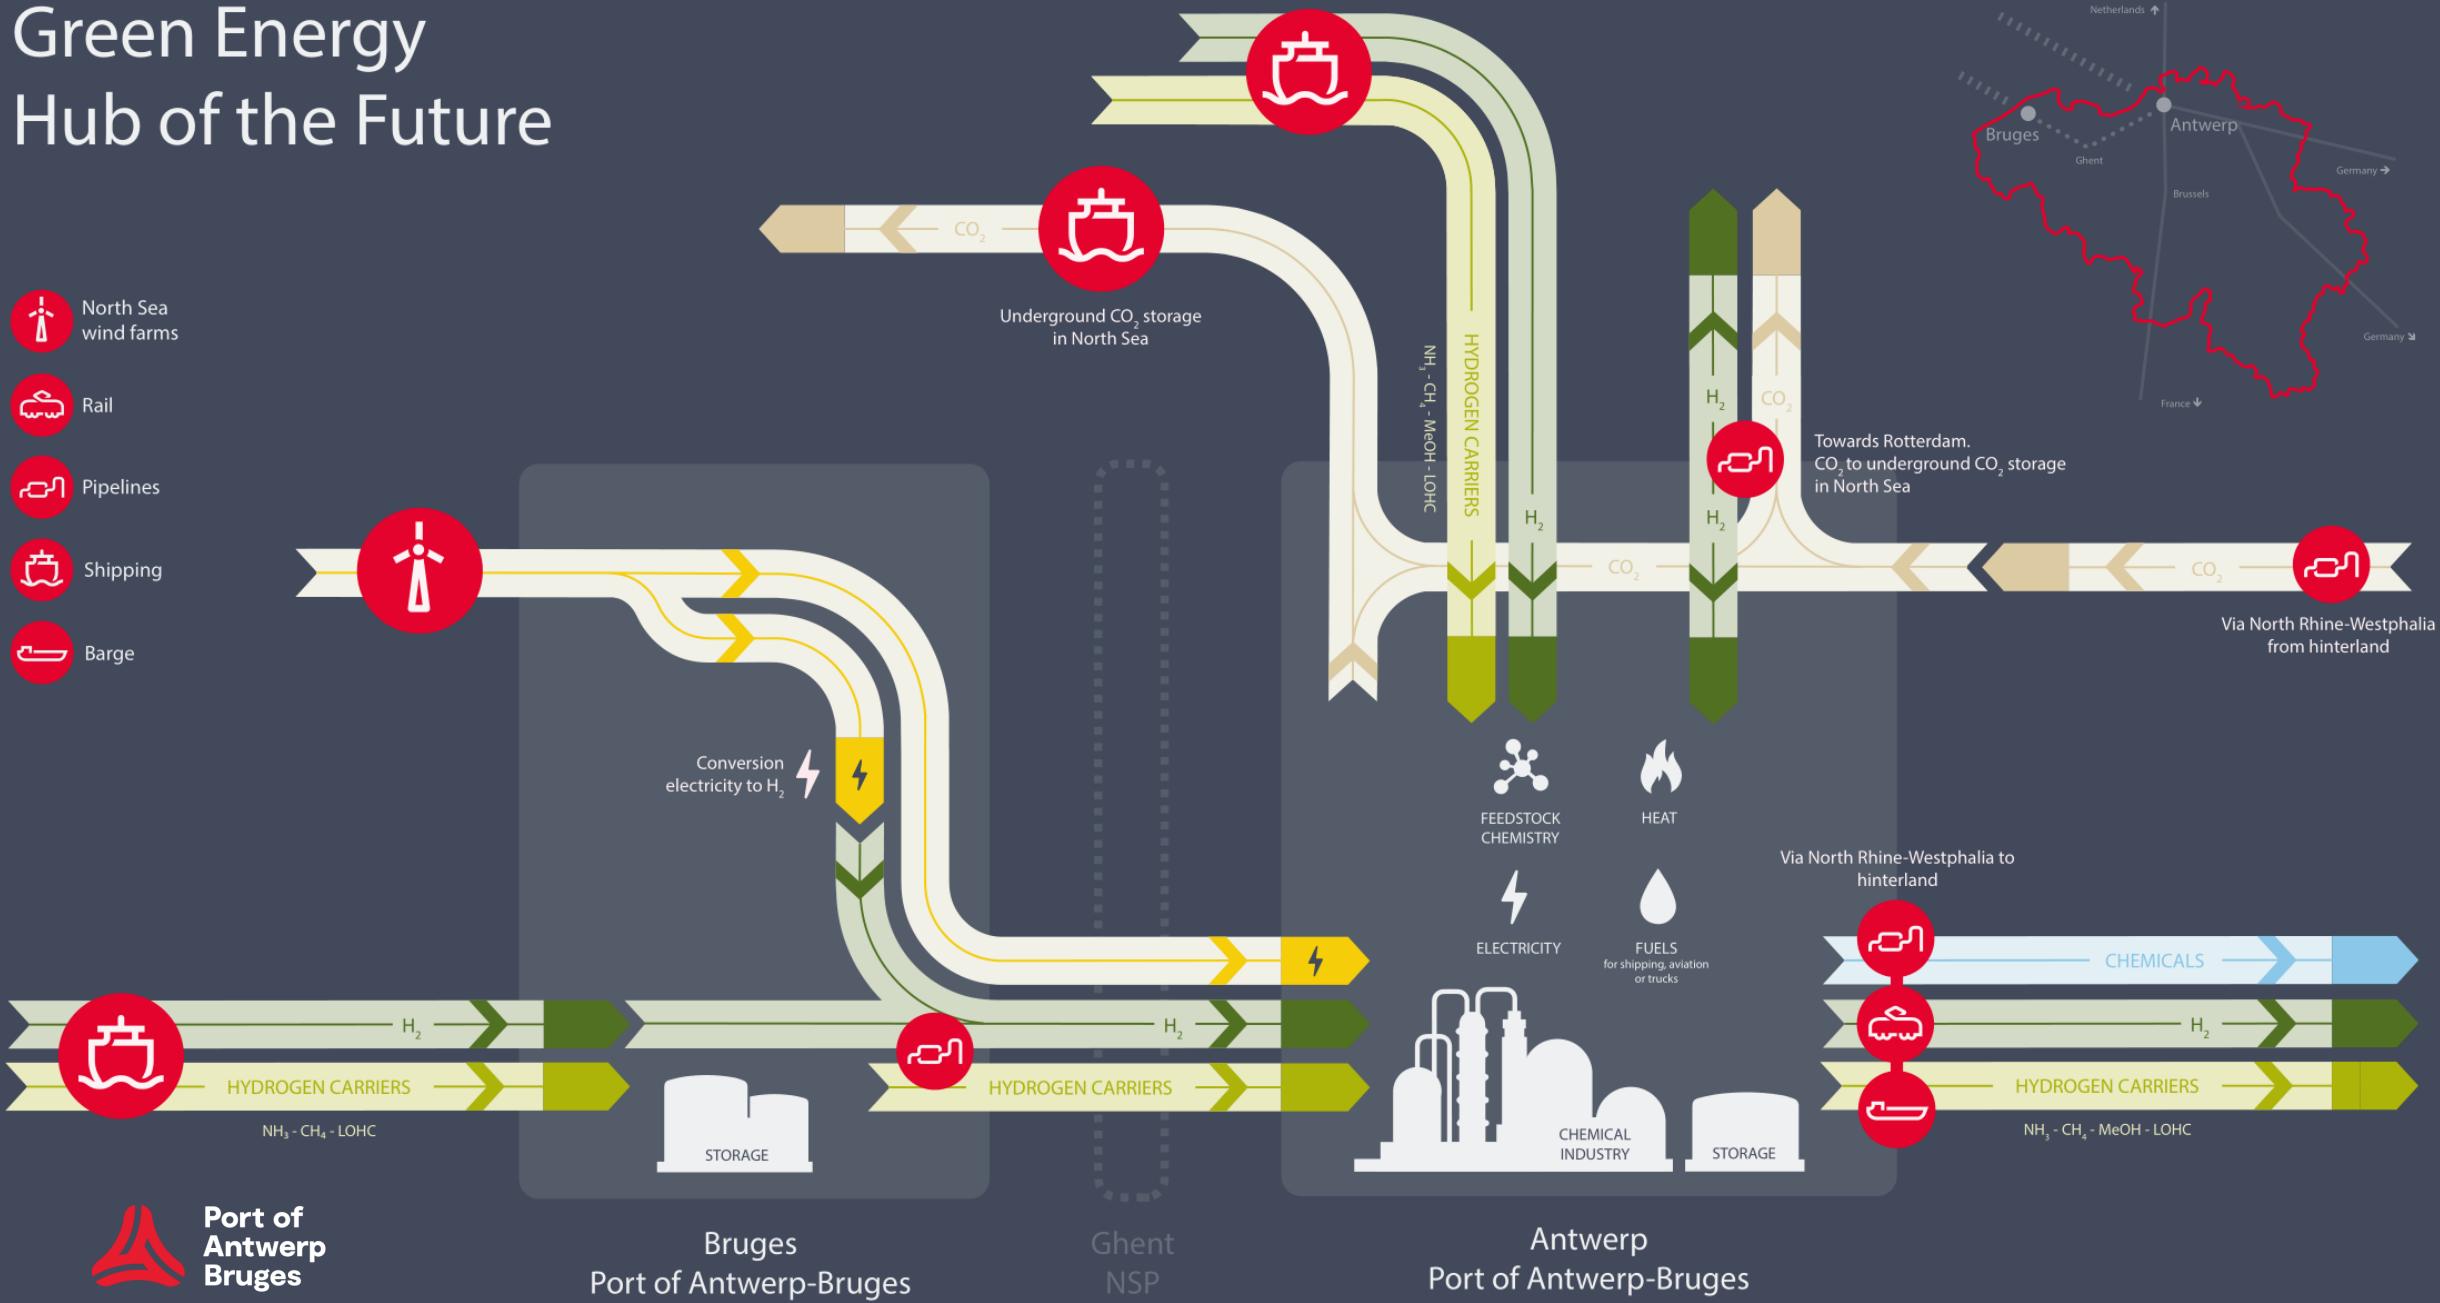 Green Energy
Hub of the Future
Netherlands
Bruges
Antwerp
Ghent
Germany
Brussels
Germany
France
North Sea
wind farms
Rail
Pipelines
Shipping
Barge
CO₂
Underground CO₂ storage
in North Sea
NH₃ - CH₄ - MeOH - LOHC
HYDROGEN CARRIERS
H₂
H₂
H₂
CO₂
Towards Rotterdam.
CO₂ to underground CO₂ storage
in North Sea
CO₂
CO₂
Via North Rhine-Westphalia
from hinterland
Conversion
electricity to H₂
FEEDSTOCK
CHEMISTRY
HEAT
ELECTRICITY
FUELS
for shipping, aviation
or trucks
Via North Rhine-Westphalia to
hinterland
CHEMICALS
H₂
H₂
H₂
HYDROGEN CARRIERS
HYDROGEN CARRIERS
HYDROGEN CARRIERS
NH₃ - CH₄ - LOHC
NH₃ - CH₄ - MeOH - LOHC
STORAGE
CHEMICAL
INDUSTRY
STORAGE
Port of
Antwerp
Bruges
Bruges
Port of Antwerp-Bruges
Ghent
NSP
Antwerp
Port of Antwerp-Bruges